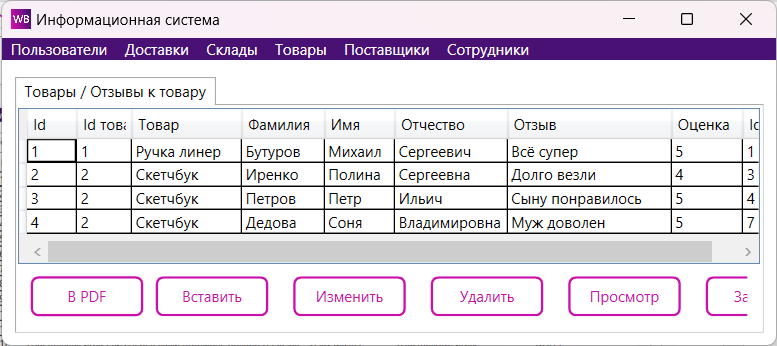 WB Информационная система
Пользователи Доставки Склады Товары Поставщики Сотрудники
Товары / Отзывы к товару
Id Id това Товар Фамилия Имя Отчество Отзыв Оценка Ic
1 1 Ручка линер Бутуров Михаил Сергеевич Всё супер 5 1
2 2 Скетчбук Иренко Полина Сергеевна Долго везли 4 3
3 2 Скетчбук Петров Петр Ильич Сыну понравилось 5 4
4 2 Скетчбук Дедова Соня Владимировна Муж доволен 5 7
В PDF Вставить Изменить Удалить Просмотр За